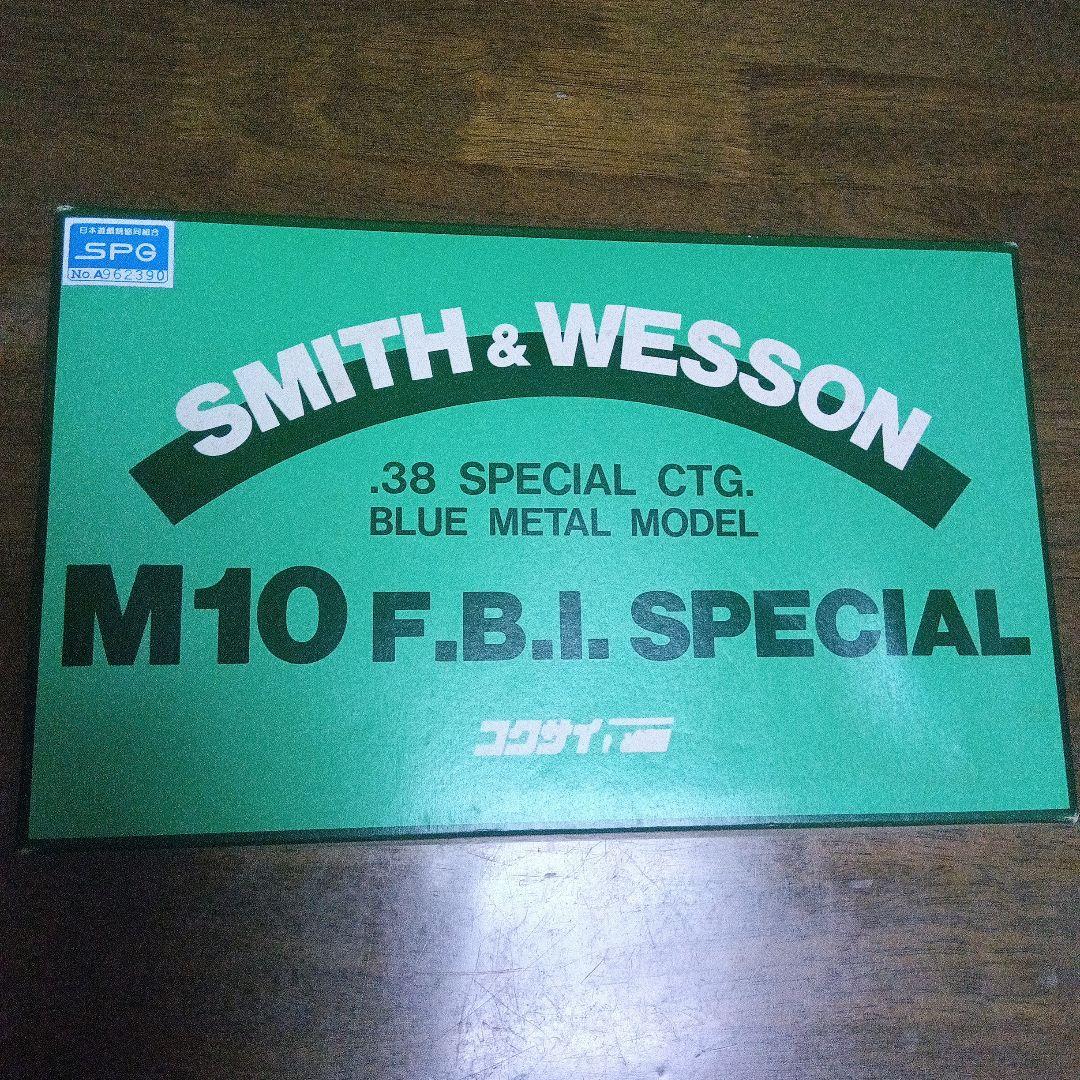 日本遊戯銃協同組合
SPG
No.A962390
SMITH & WESSON
.38 SPECIAL CTG.
BLUE METAL MODEL
M10 F.B.I. SPECIAL
コクサイ